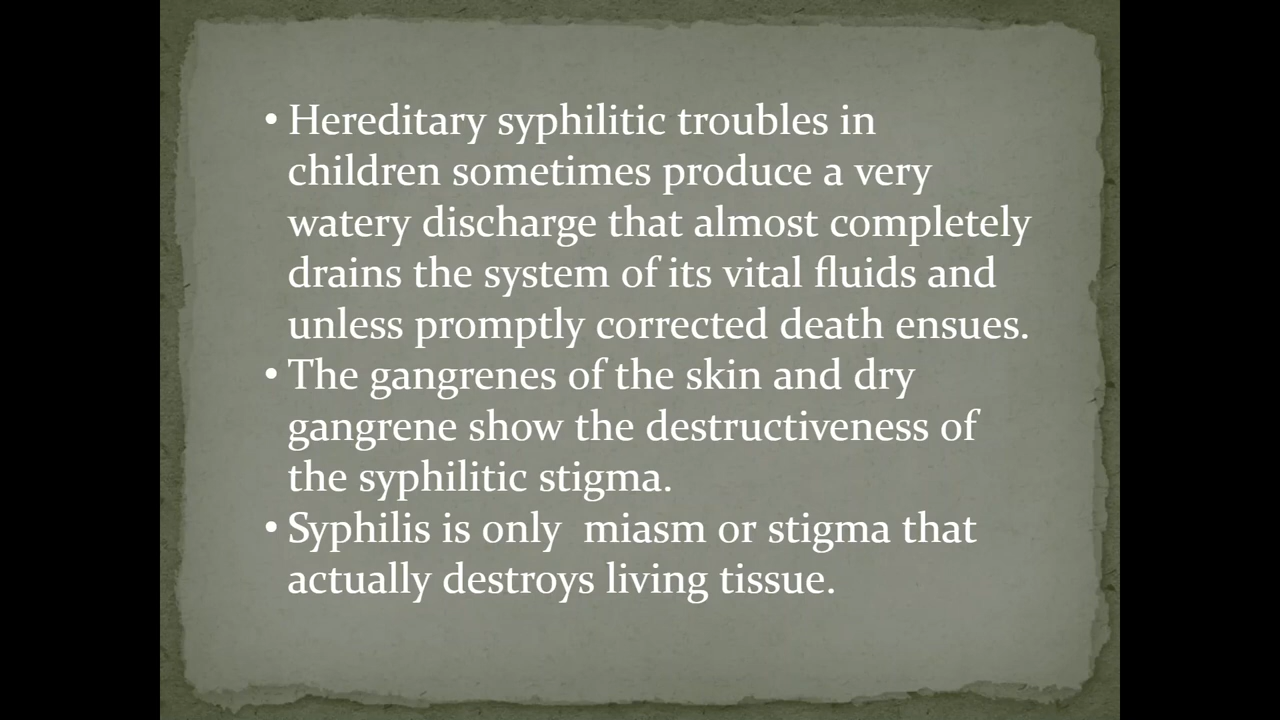 • Hereditary syphilitic troubles in
children sometimes produce a very
watery discharge that almost completely
drains the system of its vital fluids and
unless promptly corrected death ensues.
• The gangrenes of the skin and dry
gangrene show the destructiveness of
the syphilitic stigma.
• Syphilis is only  miasm or stigma that
actually destroys living tissue.